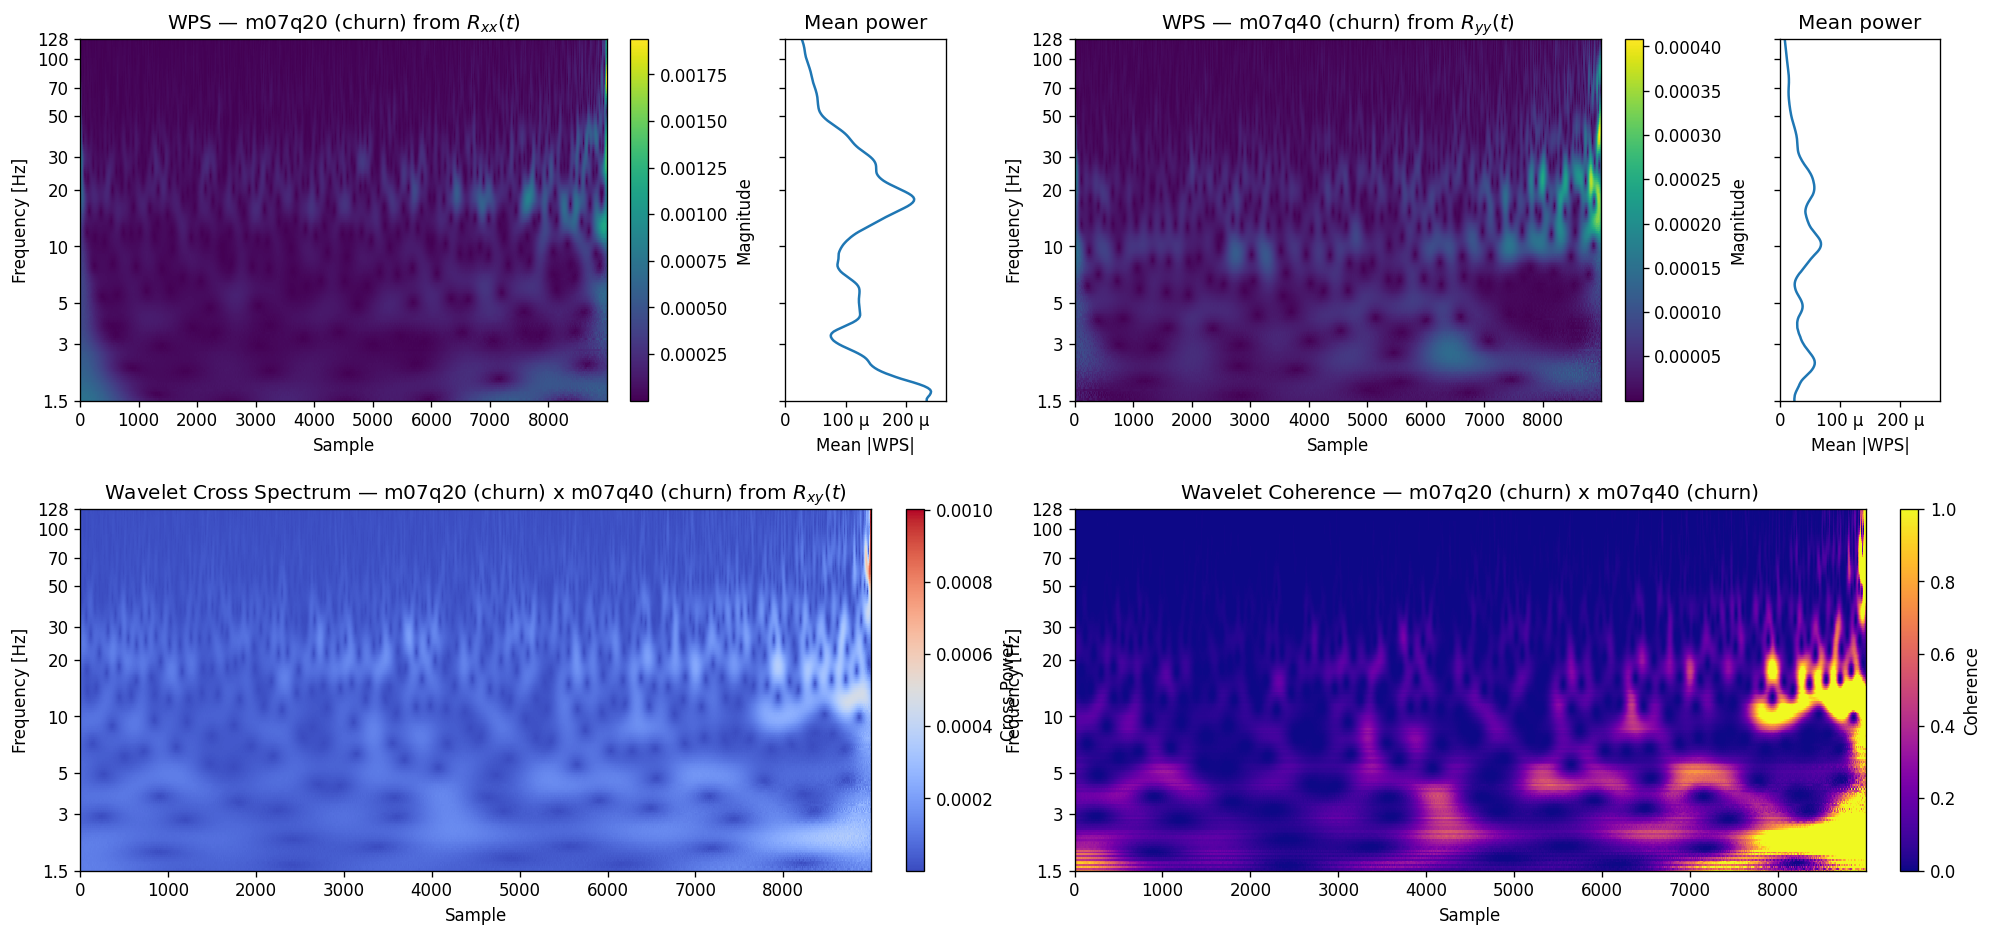 WPS — m07q20 (churn) from Rxx(t)
Mean power
WPS — m07q40 (churn) from Ryy(t)
Mean power
128
100
70
50
30
20
10
5
3
1.5
Frequency [Hz]
0 1000 2000 3000 4000 5000 6000 7000 8000
Sample
0.00175
0.00150
0.00125
0.00100
0.00075
0.00050
0.00025
Magnitude
0 100 µ 200 µ
Mean |WPS|
128
100
70
50
30
20
10
5
3
1.5
Frequency [Hz]
0 1000 2000 3000 4000 5000 6000 7000 8000
Sample
0.00040
0.00035
0.00030
0.00025
0.00020
0.00015
0.00010
0.00005
Magnitude
0 100 µ 200 µ
Mean |WPS|
Wavelet Cross Spectrum — m07q20 (churn) x m07q40 (churn) from Rxy(t)
128
100
70
50
30
20
10
5
3
1.5
Frequency [Hz]
0 1000 2000 3000 4000 5000 6000 7000 8000
Sample
0.0010
0.0008
0.0006
0.0004
0.0002
Cross Power
Wavelet Coherence — m07q20 (churn) x m07q40 (churn)
128
100
70
50
30
20
10
5
3
1.5
Frequency [Hz]
0 1000 2000 3000 4000 5000 6000 7000 8000
Sample
1.0
0.8
0.6
0.4
0.2
0.0
Coherence